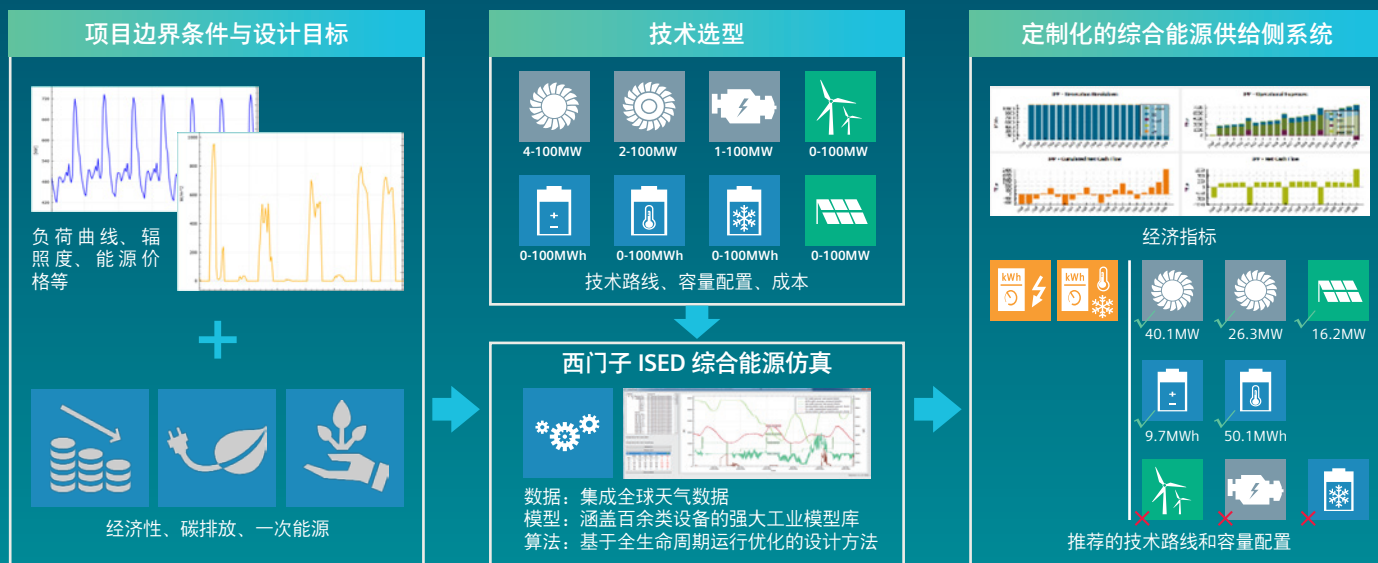 项目边界条件与设计目标
负荷曲线、辐
照度、能源价
格等
经济性、碳排放、一次能源
技术选型
4-100MW
2-100MW
1-100MW
0-100MW
0-100MWh
0-100MWh
0-100MWh
0-100MW
技术路线、容量配置、成本
西门子 ISED 综合能源仿真
数据：集成全球天气数据
模型：涵盖百余类设备的强大工业模型库
算法：基于全生命周期运行优化的设计方法
定制化的综合能源供给侧系统
经济指标
kWh
kWh
40.1MW
26.3MW
16.2MW
9.7MWh
50.1MWh
推荐的技术路线和容量配置